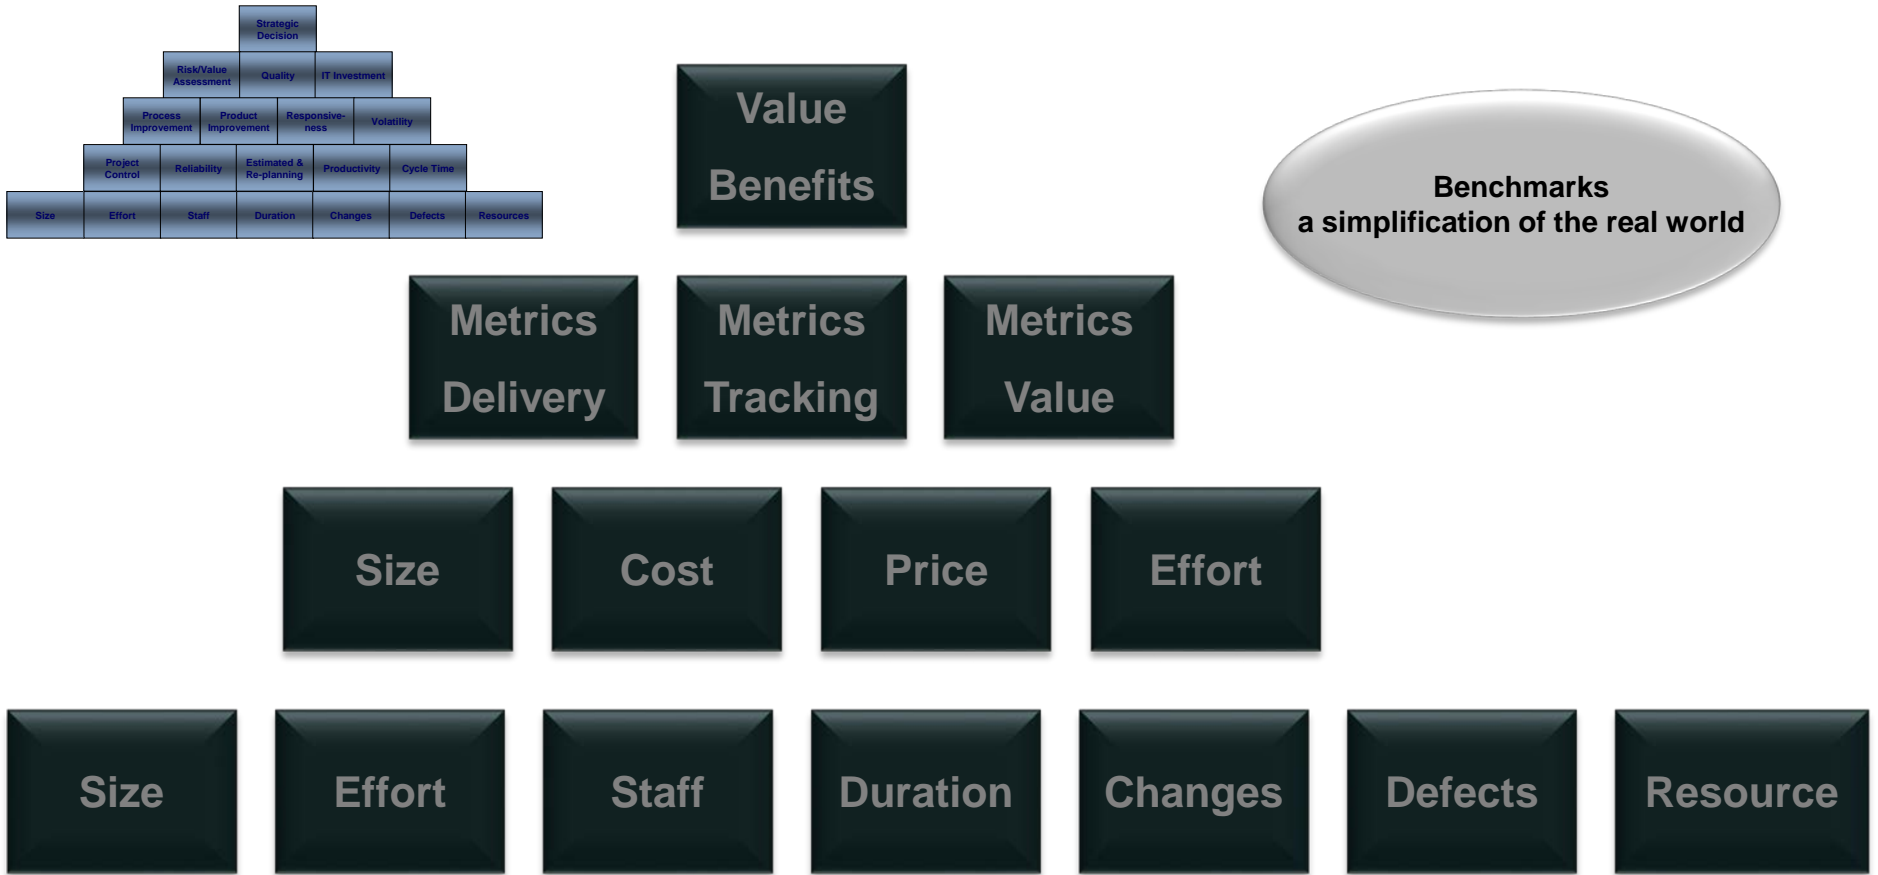 Strategic
Decision
Risk/Value
Assessment
Quality
IT Investment
Process
Improvement
Product
Improvement
Responsive-
ness
Volatility
Project
Control
Reliability
Estimated &
Re-planning
Productivity
Cycle Time
Size
Effort
Staff
Duration
Changes
Defects
Resources
Value
Benefits
Benchmarks
a simplification of the real world
Metrics
Delivery
Metrics
Tracking
Metrics
Value
Size
Cost
Price
Effort
Size
Effort
Staff
Duration
Changes
Defects
Resource